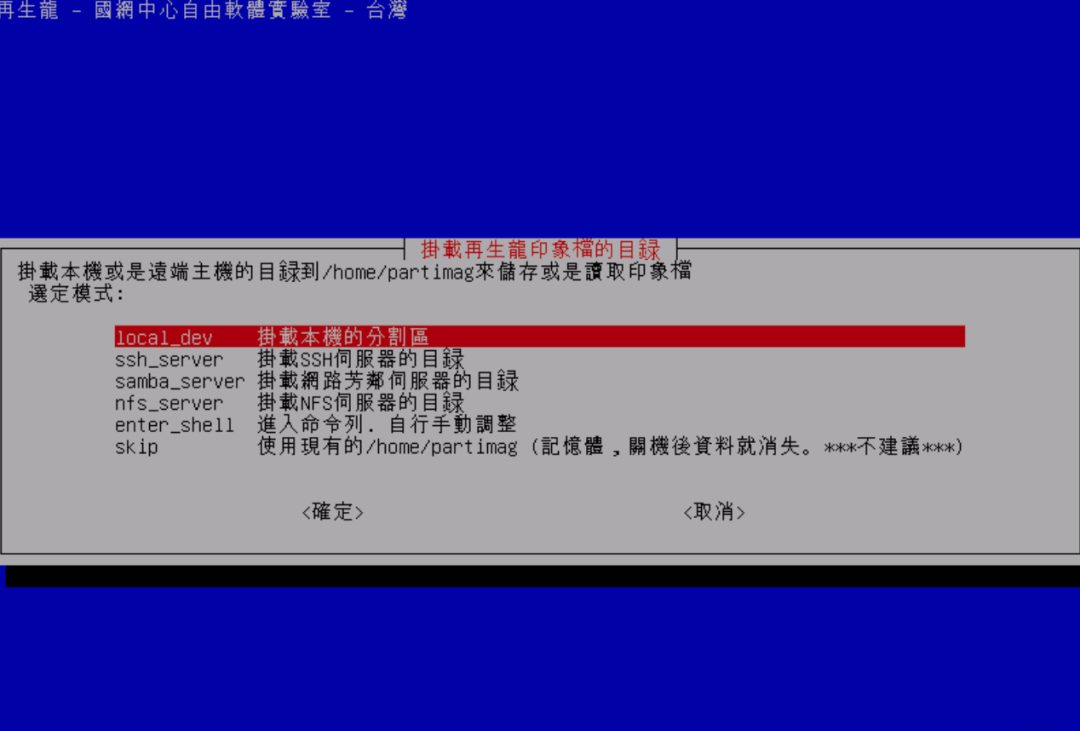 再生龍 - 國網中心自由軟體實驗室 - 台灣
掛載再生龍印象檔的目録
掛載本機或是遠端主機的目録到/home/partimag來儲存或是讀取印象檔
選定模式:
local_dev 掛載本機的分割區
ssh_server 掛載SSH伺服器的目録
samba_server 掛載網路芳鄰伺服器的目録
nfs_server 掛載NFS伺服器的目録
enter_shell 進入命令列. 自行手動調整
skip 使用現有的/home/partimag (記憶體，關機後資料就消失。***不建議***)
<確定> <取消>